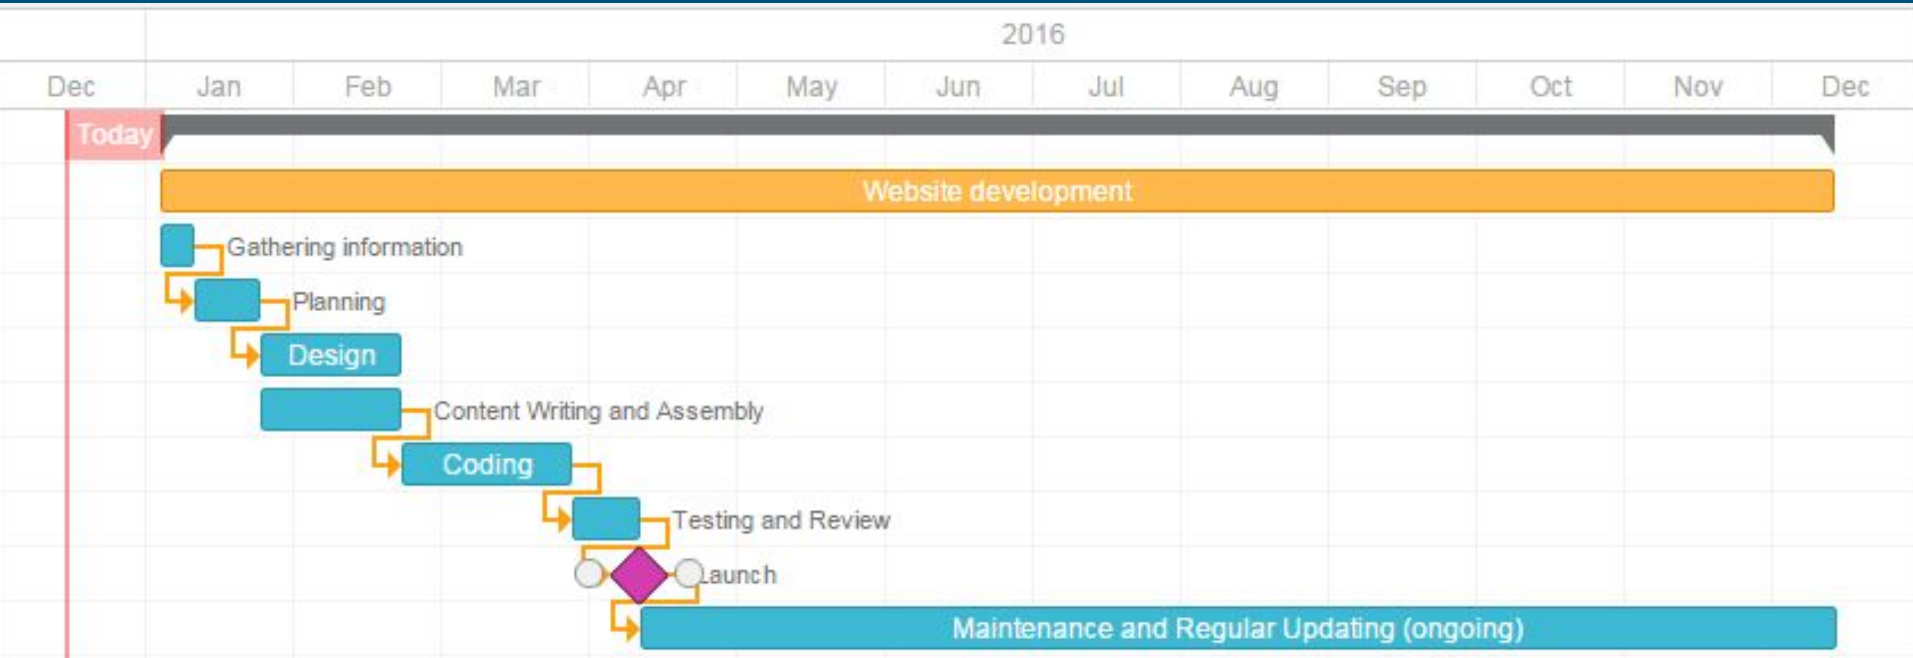 2016
Dec Jan Feb Mar Apr May Jun Jul Aug Sep Oct Nov Dec
Today
Website development
Gathering information
Planning
Design
Content Writing and Assembly
Coding
Testing and Review
Launch
Maintenance and Regular Updating (ongoing)